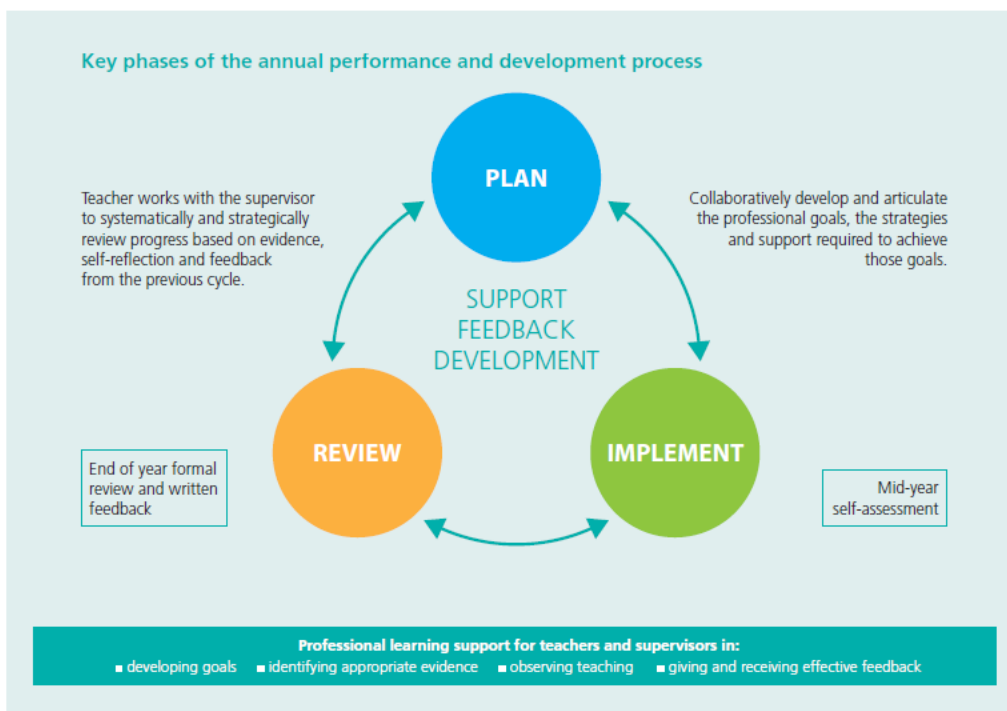 Key phases of the annual performance and development process
PLAN
Teacher works with the supervisor
to systematically and strategically
review progress based on evidence,
self-reflection and feedback
from the previous cycle.
Collaboratively develop and articulate
the professional goals, the strategies
and support required to achieve
those goals.
SUPPORT
FEEDBACK
DEVELOPMENT
REVIEW
IMPLEMENT
End of year formal
review and written
feedback
Mid-year
self-assessment
Professional learning support for teachers and supervisors in:
■ developing goals ■ identifying appropriate evidence ■ observing teaching ■ giving and receiving effective feedback